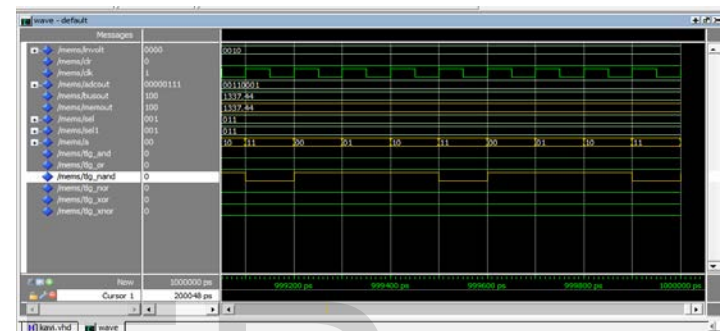 wave - default
Messages
/mems/invoit 0000 0010
/mems/clr 0
/mems/clk 1
/mems/adcout 00000111 00110001
/mems/busout 100 1337.44
/mems/memout 100 1337.44
/mems/sel 001 011
/mems/sel1 001 011
/mems/a 00 10 11 00 01 10 11 00 01 10 11
/mems/tlg_and 0
/mems/tlg_or 0
/mems/tlg_nand 0
/mems/tlg_nor 0
/mems/tlg_xor 0
/mems/tlg_xnor 0
Now 1000000 ps 999200 ps 999400 ps 999600 ps 999800 ps 1000000 ps
Cursor 1 200048 ps
kavi.vhd wave